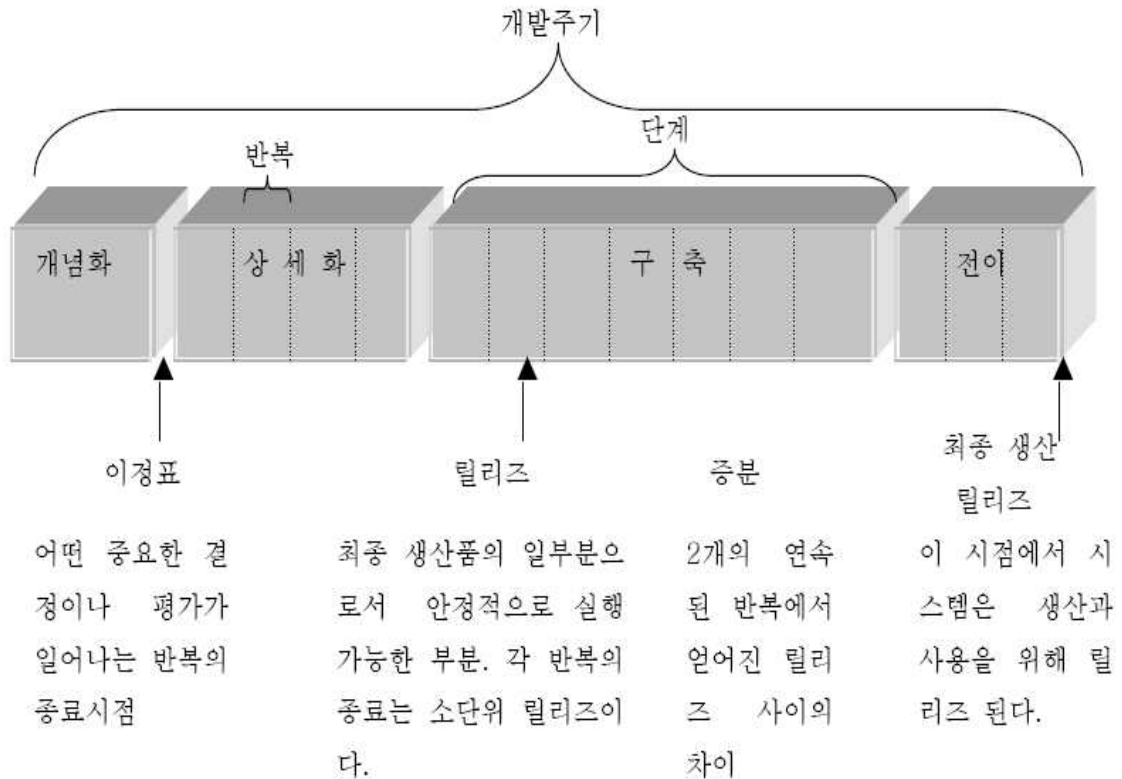 개발주기
단계
반복
개념화
상 세 화
구 축
전이
이정표
어떤 중요한 결
정이나 평가가
일어나는 반복의
종료시점
릴리즈
최종 생산품의 일부분으
로서 안정적으로 실행
가능한 부분. 각 반복의
종료는 소단위 릴리즈이
다.
증분
2개의 연속
된 반복에서
얻어진 릴리
즈 사이의
차이
최종 생산
릴리즈
이 시점에서 시
스템은 생산과
사용을 위해 릴
리즈 된다.